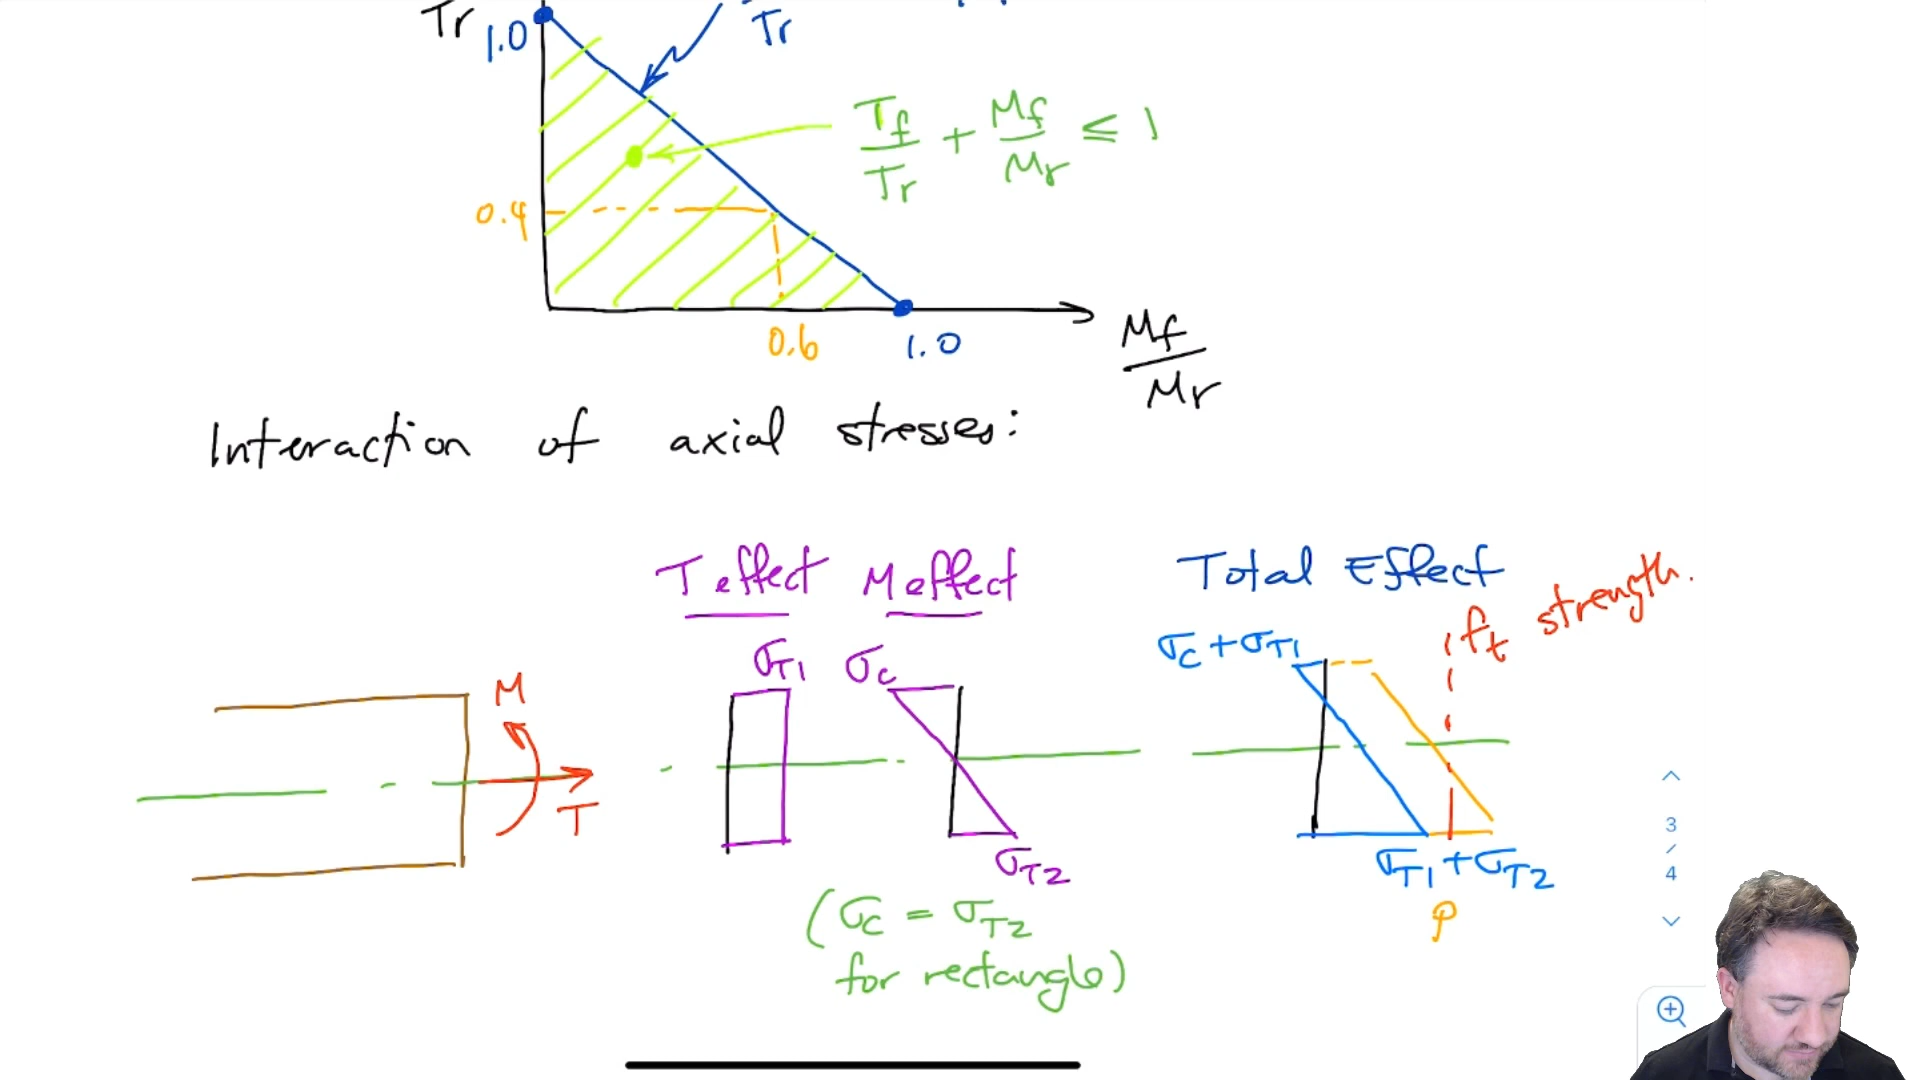 Tr
1.0
Tr
Tf/Tr + Mf/Mr ≤ 1
0.4
0.6
1.0
Mf/Mr
Interaction of axial stresses:
T effect M effect Total Effect
ft strength.
σT1 σc σc + σT1
M
T
3
/
4
σT2 σT1 + σT2
(σc = σT2
for rectangle)